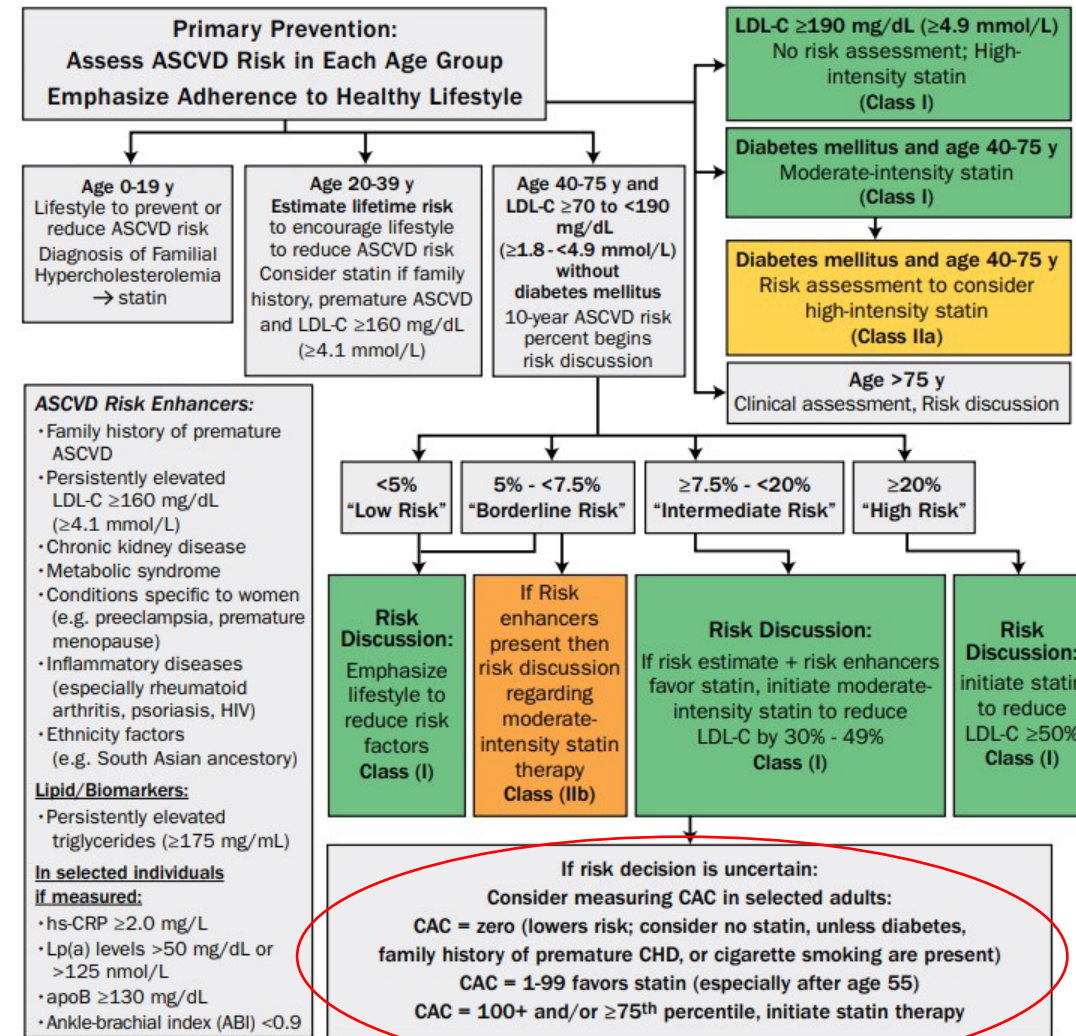 Primary Prevention:
Assess ASCVD Risk in Each Age Group
Emphasize Adherence to Healthy Lifestyle
LDL-C ≥190 mg/dL (≥4.9 mmol/L)
No risk assessment; High-
intensity statin
(Class I)
Diabetes mellitus and age 40-75 y
Moderate-intensity statin
(Class I)
Diabetes mellitus and age 40-75 y
Risk assessment to consider
high-intensity statin
(Class IIa)
Age >75 y
Clinical assessment, Risk discussion
Age 0-19 y
Lifestyle to prevent or
reduce ASCVD risk
Diagnosis of Familial
Hypercholesterolemia
→ statin
Age 20-39 y
Estimate lifetime risk
to encourage lifestyle
to reduce ASCVD risk
Consider statin if family
history, premature ASCVD
and LDL-C ≥160 mg/dL
(≥4.1 mmol/L)
Age 40-75 y and
LDL-C ≥70 to <190
mg/dL
(≥1.8-<4.9 mmol/L)
without
diabetes mellitus
10-year ASCVD risk
percent begins
risk discussion
ASCVD Risk Enhancers:
·Family history of premature
ASCVD
·Persistently elevated
LDL-C ≥160 mg/dL
(≥4.1 mmol/L)
·Chronic kidney disease
·Metabolic syndrome
·Conditions specific to women
(e.g. preeclampsia, premature
menopause)
·Inflammatory diseases
(especially rheumatoid
arthritis, psoriasis, HIV)
·Ethnicity factors
(e.g. South Asian ancestory)
Lipid/Biomarkers:
·Persistently elevated
triglycerides (≥175 mg/mL)
In selected individuals
if measured:
·hs-CRP ≥2.0 mg/L
·Lp(a) levels >50 mg/dL or
>125 nmol/L
·apoB ≥130 mg/dL
·Ankle-brachial index (ABI) <0.9
<5%
"Low Risk"
5% - <7.5%
"Borderline Risk"
≥7.5% - <20%
"Intermediate Risk"
≥20%
"High Risk"
Risk
Discussion:
Emphasize
lifestyle to
reduce risk
factors
Class (I)
If Risk
enhancers
present then
risk discussion
regarding
moderate-
intensity statin
therapy
Class (IIb)
Risk Discussion:
If risk estimate + risk enhancers
favor statin, initiate moderate-
intensity statin to reduce
LDL-C by 30% - 49%
Class (I)
Risk
Discussion:
initiate statin
to reduce
LDL-C ≥50%
Class (I)
If risk decision is uncertain:
Consider measuring CAC in selected adults:
CAC = zero (lowers risk; consider no statin, unless diabetes,
family history of premature CHD, or cigarette smoking are present)
CAC = 1-99 favors statin (especially after age 55)
CAC = 100+ and/or ≥75th percentile, initiate statin therapy